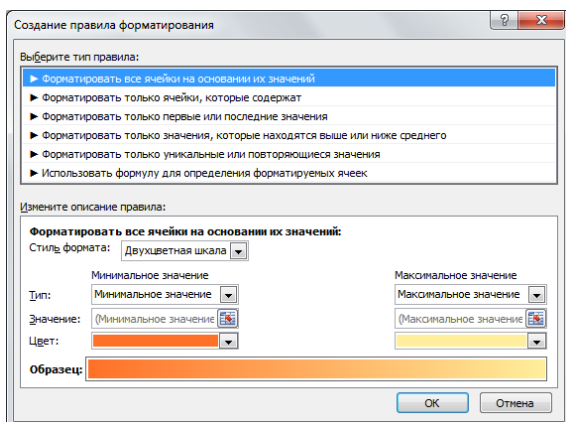 Создание правила форматирования
Выберите тип правила:
► Форматировать все ячейки на основании их значений
► Форматировать только ячейки, которые содержат
► Форматировать только первые или последние значения
► Форматировать только значения, которые находятся выше или ниже среднего
► Форматировать только уникальные или повторяющиеся значения
► Использовать формулу для определения форматируемых ячеек
Измените описание правила:
Форматировать все ячейки на основании их значений:
Стиль формата: Двухцветная шкала
Минимальное значение Максимальное значение
Тип: Минимальное значение Максимальное значение
Значение: (Минимальное значение (Максимальное значение
Цвет:
Образец:
ОК Отмена